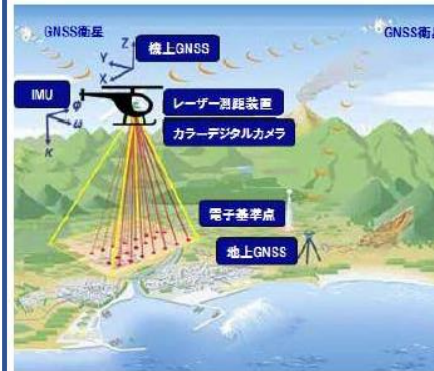 GNSS衛星
GNSS衛星
Z
機上GNSS
Y
X
IMU
φ
ω
κ
レーザー測距装置
カラーデジタルカメラ
電子基準点
地上GNSS